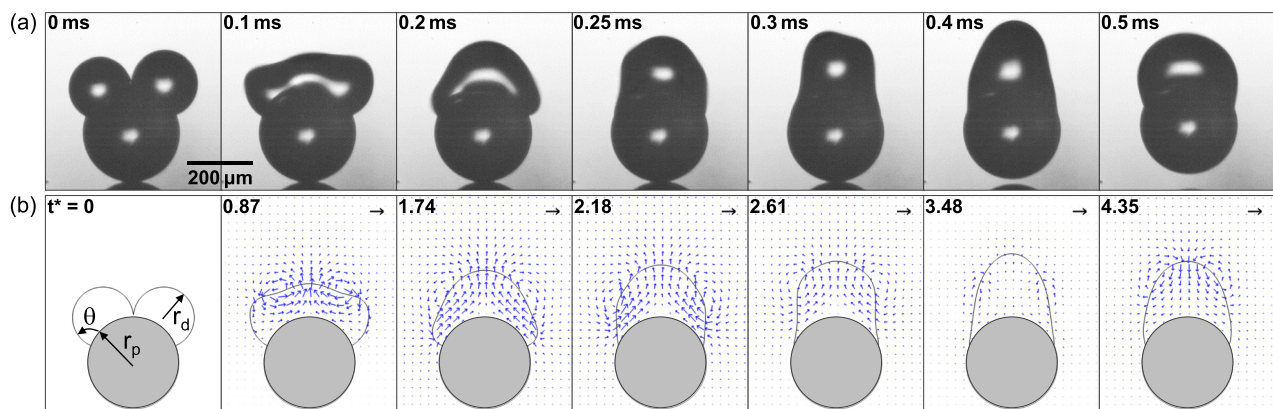 (a) 0 ms 0.1 ms 0.2 ms 0.25 ms 0.3 ms 0.4 ms 0.5 ms
200 µm
(b) t* = 0 0.87 → 1.74 → 2.18 → 2.61 → 3.48 → 4.35 →
θ r_d
r_p